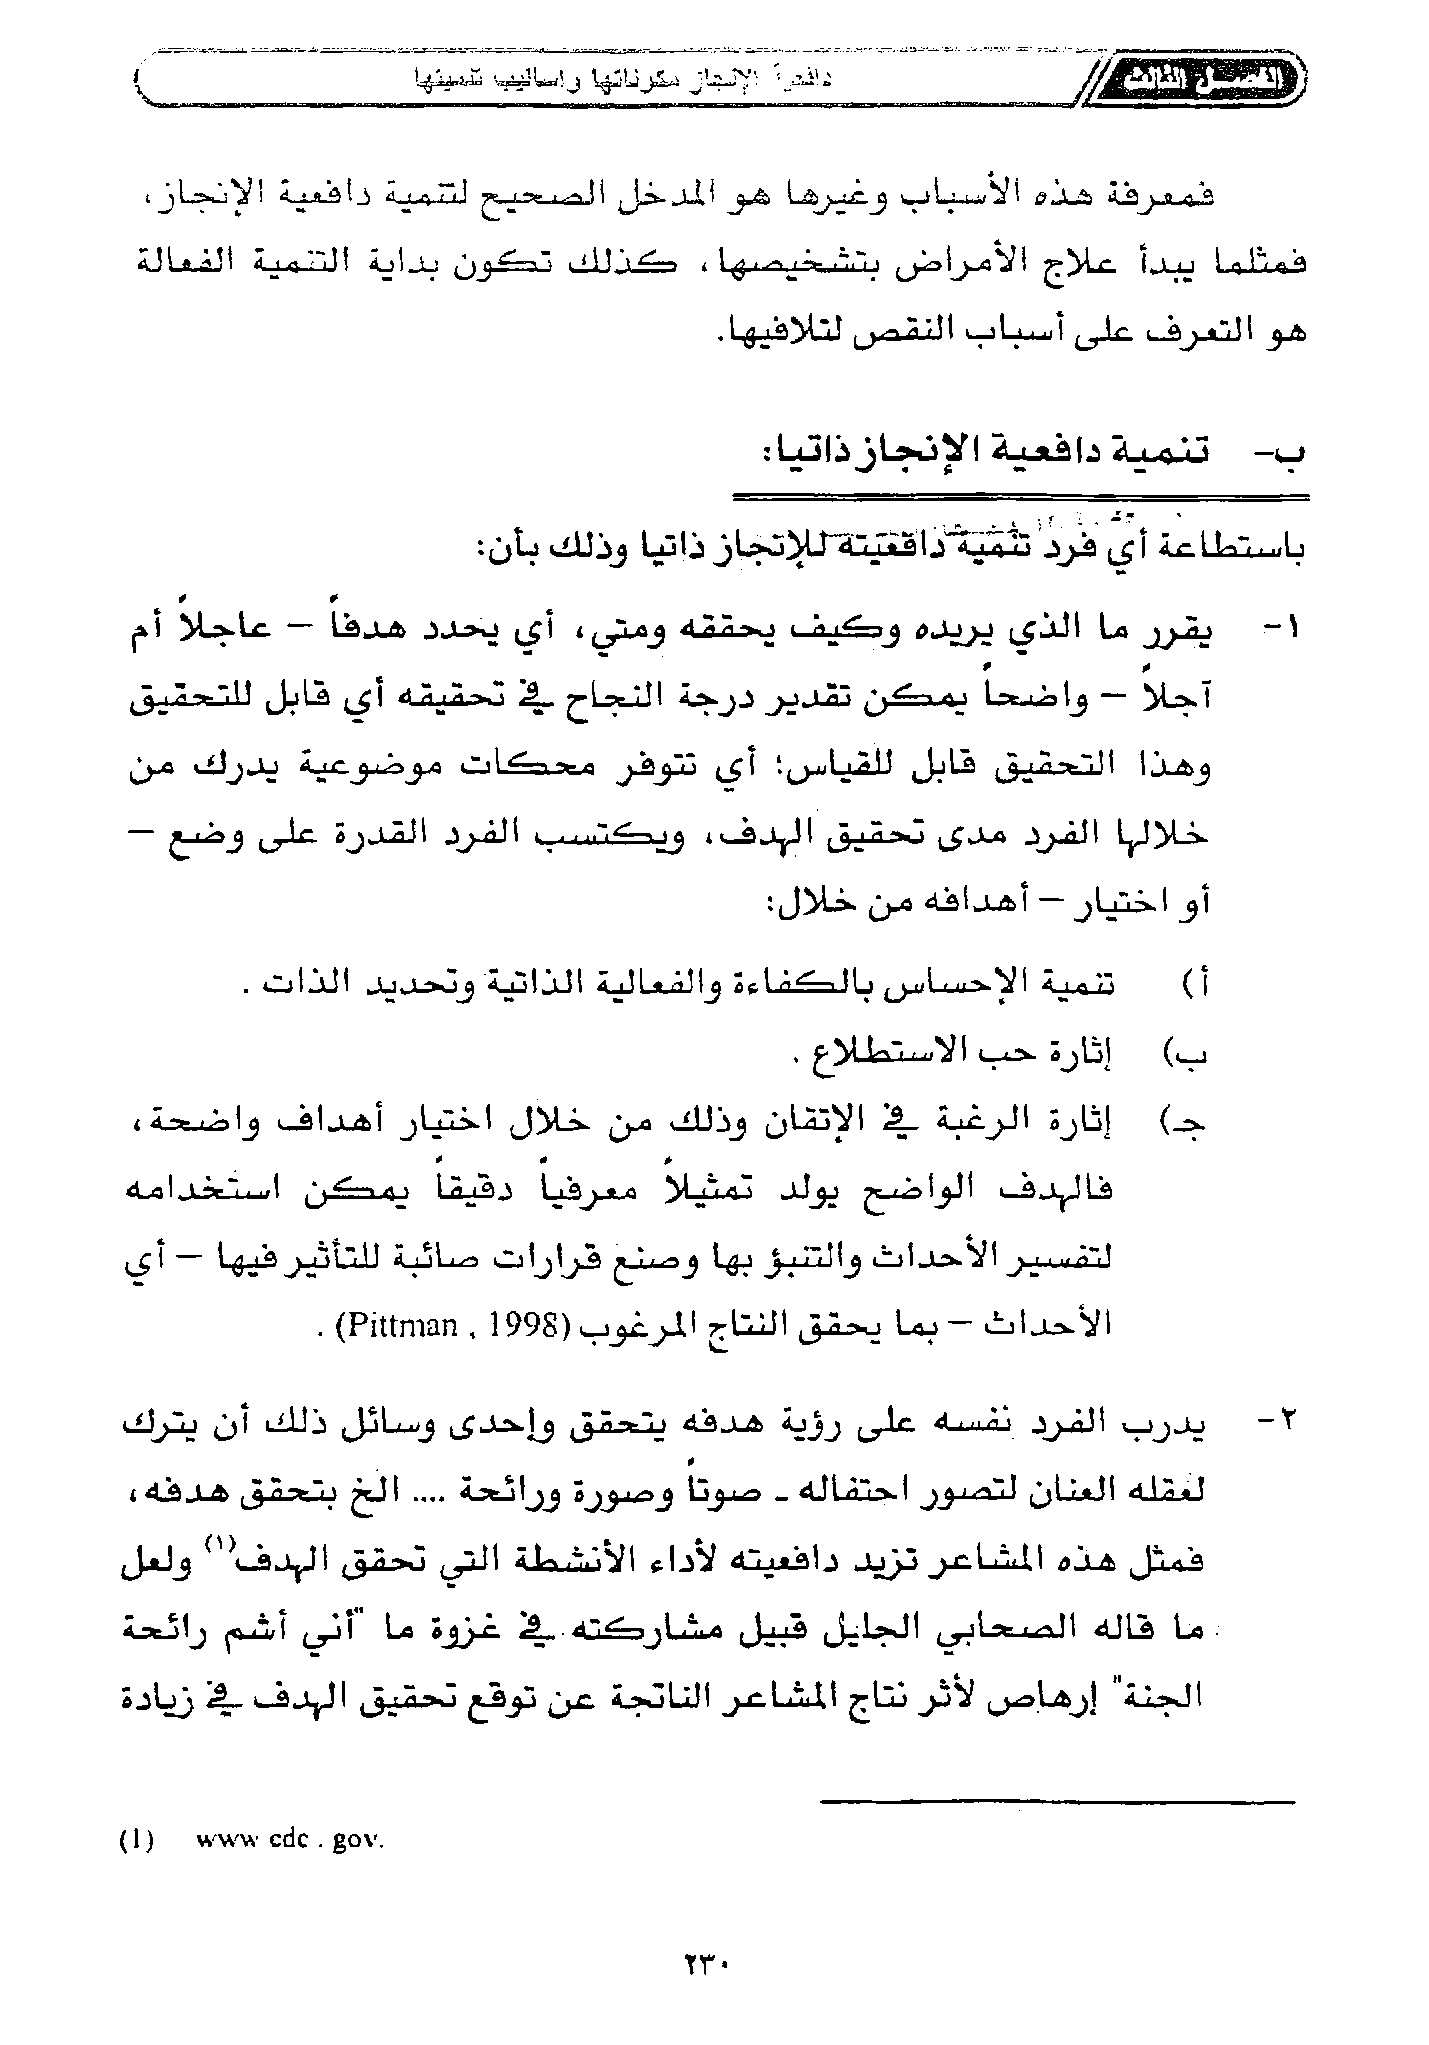 الفصل الثالث
دافعية الإنجاز مكوناتها وأساليب تنميتها
فمعرفة هذه الأسباب وغيرها هو المدخل الصحيح لتنمية دافعية الإنجاز،
فمثلما يبدأ علاج الأمراض بتشخيصها، كذلك تكون بداية التنمية الفعالة
هو التعرف على أسباب النقص لتلافيها.
ب- تنمية دافعية الإنجاز ذاتيا:
باستطاعة أي فرد تنمية دافعيته للإنجاز ذاتيا وذلك بأن:
١- يقرر ما الذي يريده وكيف يحققه ومتي، أي يحدد هدفاً – عاجلاً أم
آجلاً – واضحاً يمكن تقدير درجة النجاح في تحقيقه أي قابل للتحقيق
وهذا التحقيق قابل للقياس؛ أي تتوفر محكات موضوعية يدرك من
خلالها الفرد مدى تحقيق الهدف، ويكتسب الفرد القدرة على وضع –
أو اختيار – أهدافه من خلال:
أ) تنمية الإحساس بالكفاءة والفعالية الذاتية وتحديد الذات .
ب) إثارة حب الاستطلاع .
جـ) إثارة الرغبة في الإتقان وذلك من خلال اختيار أهداف واضحة،
فالهدف الواضح يولد تمثيلاً معرفياً دقيقاً يمكن استخدامه
لتفسير الأحداث والتنبؤ بها وصنع قرارات صائبة للتأثير فيها – أي
الأحداث – بما يحقق النتاج المرغوب (Pittman , 1998) .
٢- يدرب الفرد نفسه على رؤية هدفه يتحقق وإحدى وسائل ذلك أن يترك
لعقله العنان لتصور احتفاله - صوتاً وصورة ورائحة .... الخ بتحقق هدفه،
فمثل هذه المشاعر تزيد دافعيته لأداء الأنشطة التي تحقق الهدف(١) ولعل
ما قاله الصحابي الجليل قبيل مشاركته في غزوة ما "أني أشم رائحة
الجنة" إرهاص لأثر نتاج المشاعر الناتجة عن توقع تحقيق الهدف في زيادة
(1) www cdc . gov.
٢٣٠